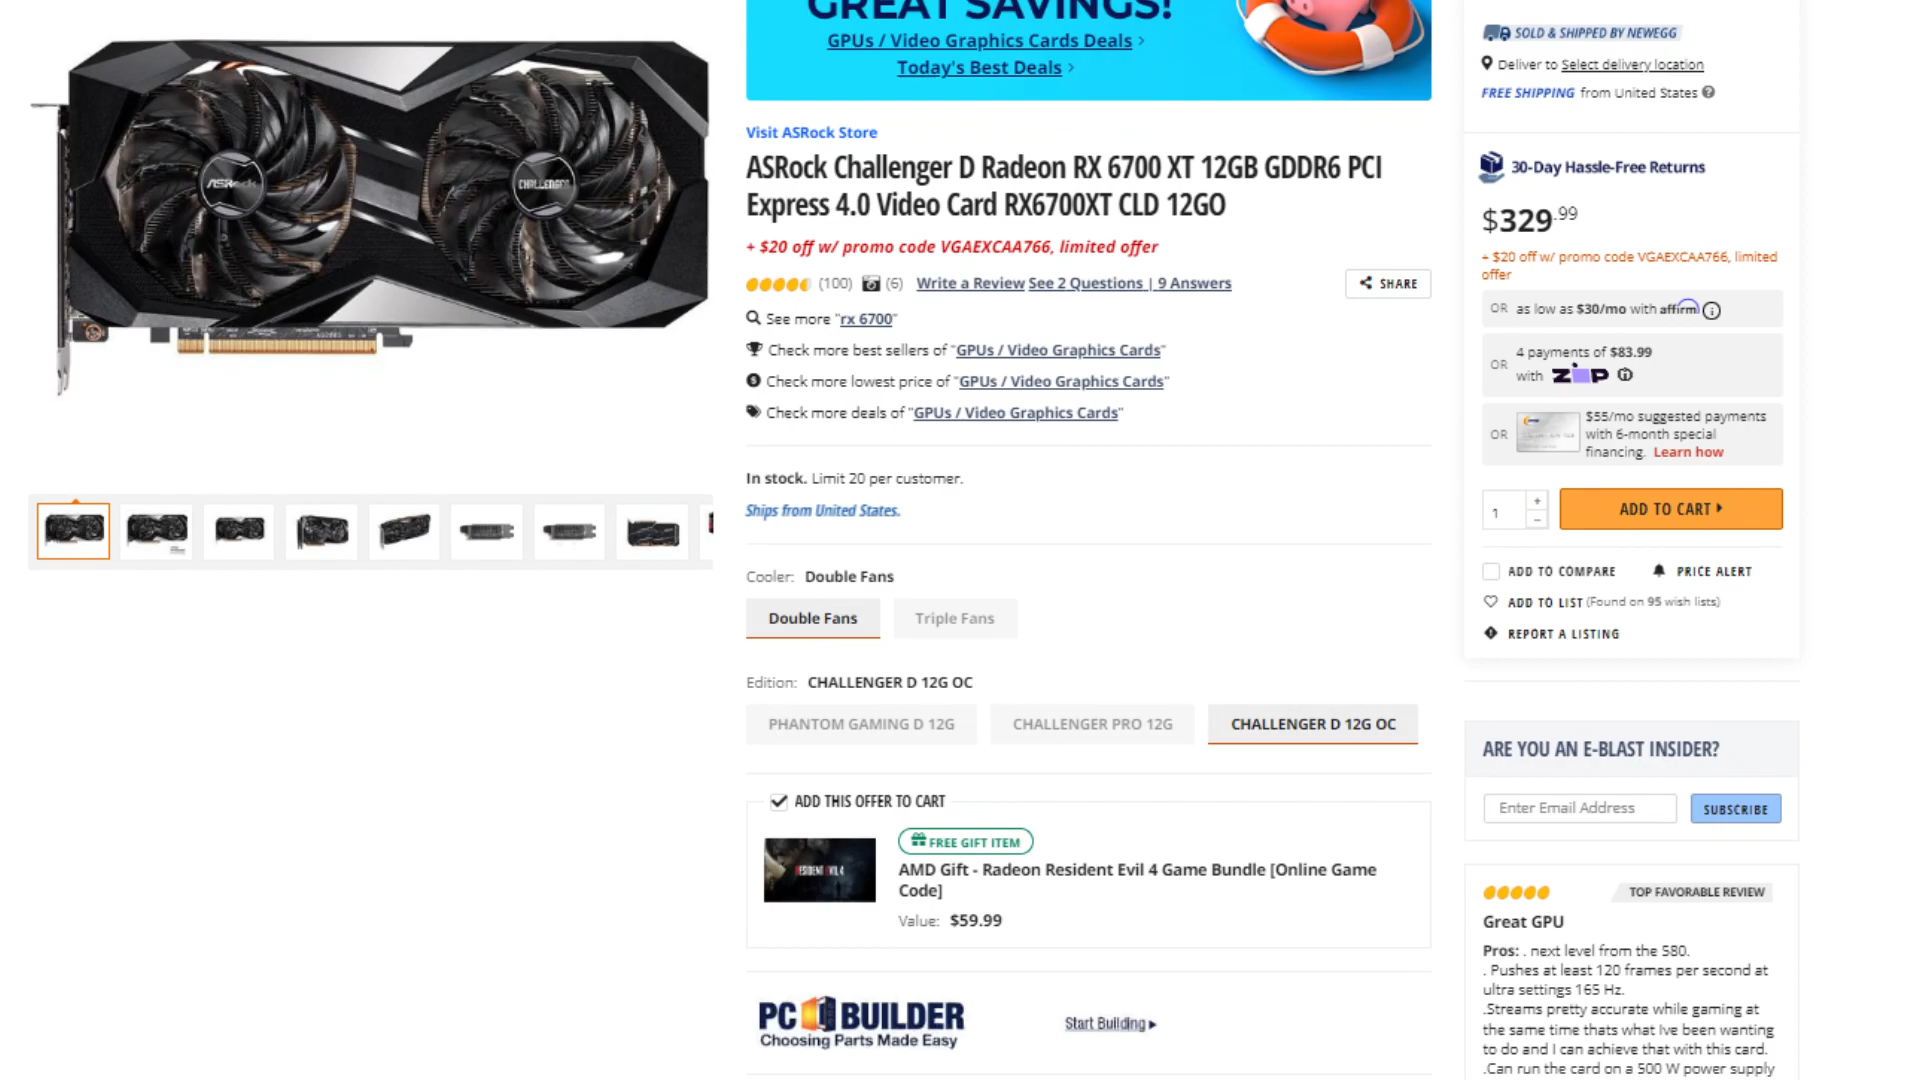 GREAT SAVINGS!
GPUs / Video Graphics Cards Deals ›
Today's Best Deals ›
Visit ASRock Store
ASRock Challenger D Radeon RX 6700 XT 12GB GDDR6 PCI
Express 4.0 Video Card RX6700XT CLD 12GO
+ $20 off w/ promo code VGAEXCAA766, limited offer
(100) (6) Write a Review See 2 Questions | 9 Answers
SHARE
See more "rx 6700"
Check more best sellers of "GPUs / Video Graphics Cards"
Check more lowest price of "GPUs / Video Graphics Cards"
Check more deals of "GPUs / Video Graphics Cards"
In stock. Limit 20 per customer.
Ships from United States.
Cooler: Double Fans
Double Fans
Triple Fans
Edition: CHALLENGER D 12G OC
PHANTOM GAMING D 12G
CHALLENGER PRO 12G
CHALLENGER D 12G OC
ADD THIS OFFER TO CART
RESIDENT EVIL 4
FREE GIFT ITEM
AMD Gift - Radeon Resident Evil 4 Game Bundle [Online Game
Code]
Value: $59.99
PC BUILDER
Choosing Parts Made Easy
Start Building
ASRock
CHALLENGER
SOLD & SHIPPED BY NEWEGG
Deliver to Select delivery location
FREE SHIPPING from United States
30-Day Hassle-Free Returns
$329.99
+ $20 off w/ promo code VGAEXCAA766, limited
offer
OR as low as $30/mo with affirm
OR 4 payments of $83.99
with ZIP
OR $55/mo suggested payments
with 6-month special
financing. Learn how
1
+
−
ADD TO CART
ADD TO COMPARE
PRICE ALERT
ADD TO LIST (Found on 95 wish lists)
REPORT A LISTING
ARE YOU AN E-BLAST INSIDER?
Enter Email Address
SUBSCRIBE
TOP FAVORABLE REVIEW
Great GPU
Pros: . next level from the 580.
. Pushes at least 120 frames per second at
ultra settings 165 Hz.
.Streams pretty accurate while gaming at
the same time thats what Ive been wanting
to do and I can achieve that with this card.
.Can run the card on a 500 W power supply